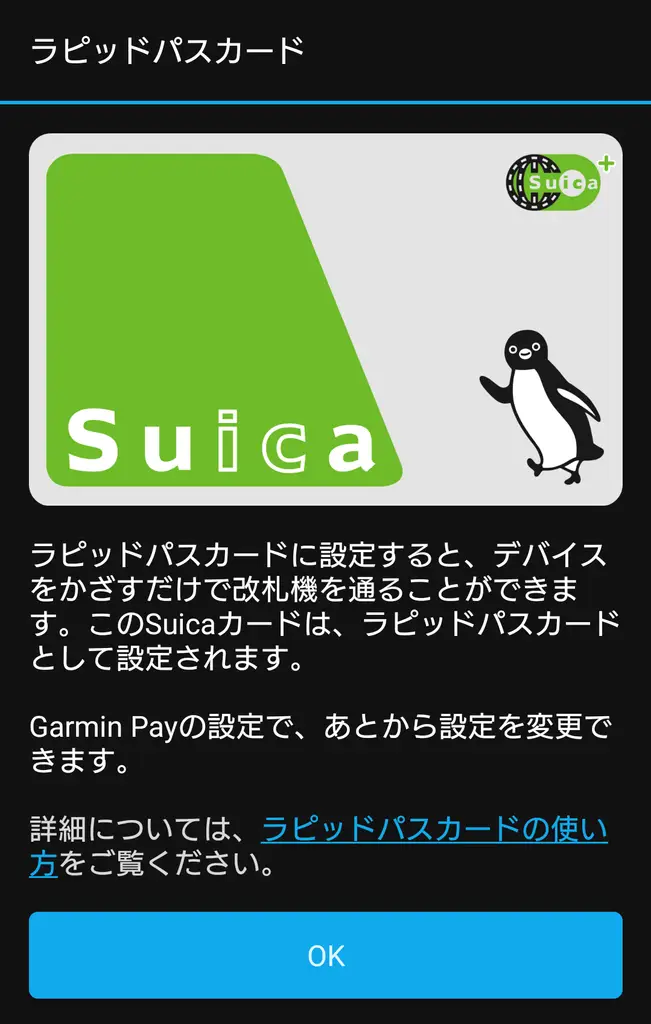 ラピッドパスカード
Suica
Suica
ラピッドパスカードに設定すると、デバイス
をかざすだけで改札機を通ることができま
す。このSuicaカードは、ラピッドパスカード
として設定されます。
Garmin Payの設定で、あとから設定を変更で
きます。
詳細については、ラピッドパスカードの使い
方をご覧ください。
OK